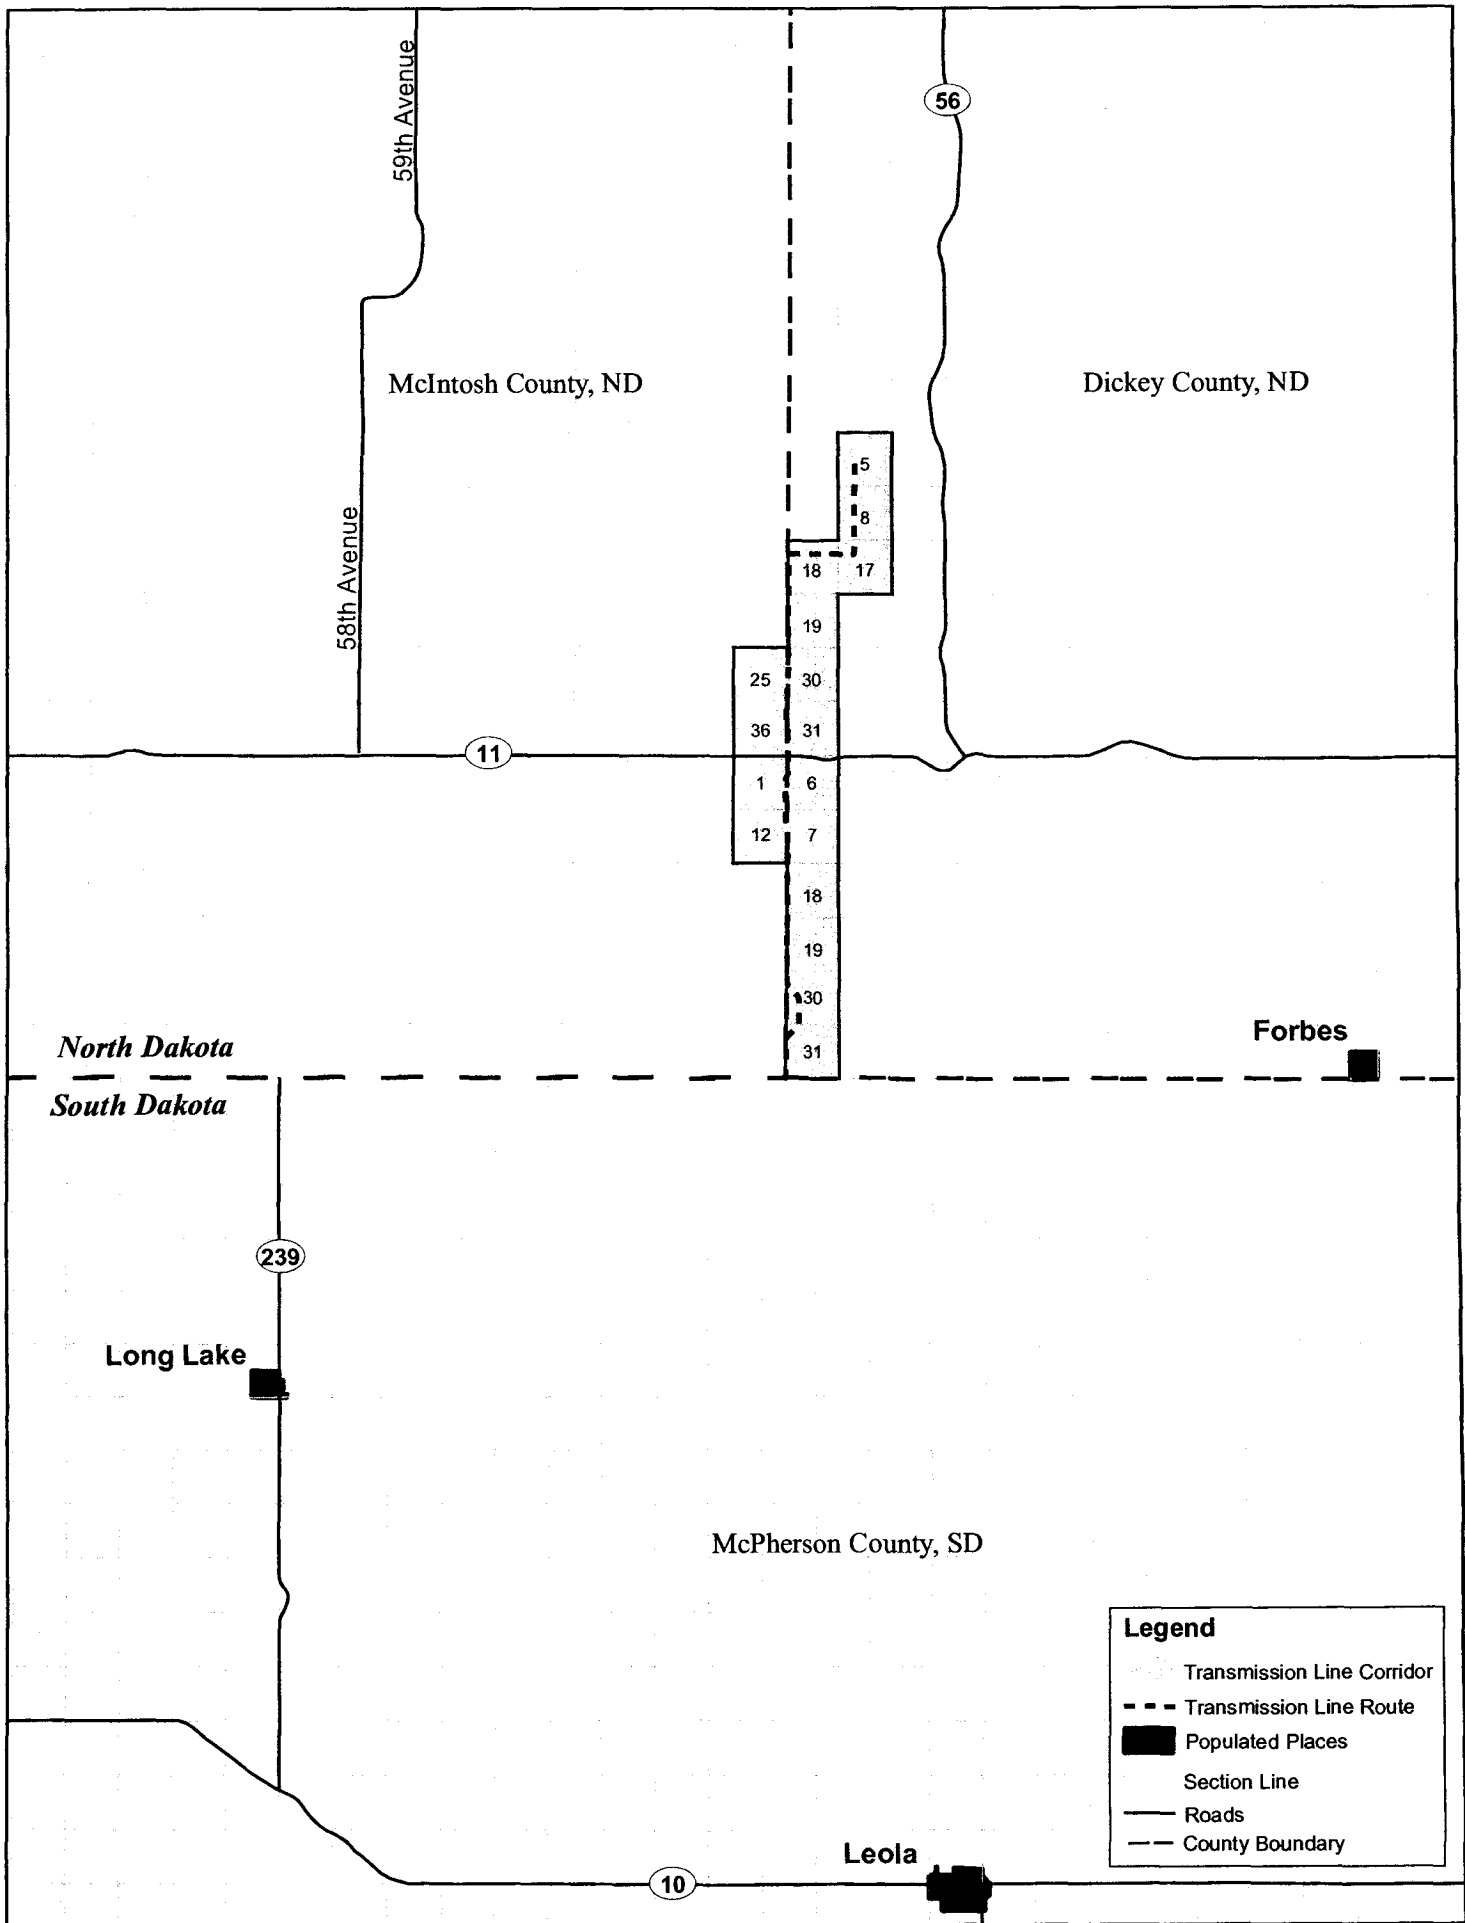 59th Avenue
56
McIntosh County, ND
Dickey County, ND
5
8
18
17
58th Avenue
19
25
30
36
31
11
1
6
12
7
18
19
30
31
Forbes
North Dakota
South Dakota
239
Long Lake
McPherson County, SD
Legend
Transmission Line Corridor
Transmission Line Route
Populated Places
Section Line
Roads
County Boundary
Leola
10